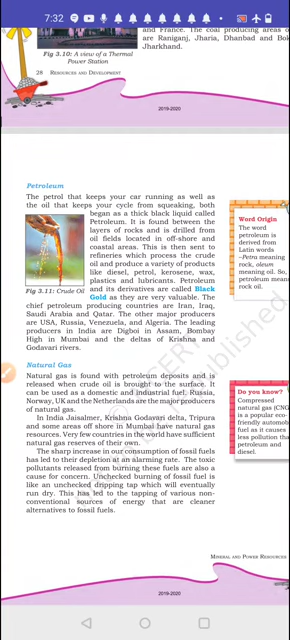 7:32
56%
and France. The coal producing areas o
are Raniganj, Jharia, Dhanbad and Bok
Jharkhand.
Fig 3.10: A view of a Thermal
Power Station
28 RESOURCES AND DEVELOPMENT
2019-2020
Petroleum
The petrol that keeps your car running as well as
the oil that keeps your cycle from squeaking, both
began as a thick black liquid called
Petroleum. It is found between the
layers of rocks and is drilled from
oil fields located in off-shore and
coastal areas. This is then sent to
refineries which process the crude
oil and produce a variety of products
like diesel, petrol, kerosene, wax,
plastics and lubricants. Petroleum
and its derivatives are called Black
Gold as they are very valuable. The
Fig 3.11: Crude Oil
chief petroleum producing countries are Iran, Iraq,
Saudi Arabia and Qatar. The other major producers
are USA, Russia, Venezuela, and Algeria. The leading
producers in India are Digboi in Assam, Bombay
High in Mumbai and the deltas of Krishna and
Godavari rivers.
Word Origin
The word
petroleum is
derived from
Latin words
–Petra meaning
rock, oleum
meaning oil. So,
petroleum means
rock oil.
Natural Gas
Natural gas is found with petroleum deposits and is
released when crude oil is brought to the surface. It
can be used as a domestic and industrial fuel. Russia,
Norway, UK and the Netherlands are the major producers
of natural gas.
In India Jaisalmer, Krishna Godavari delta, Tripura
and some areas off shore in Mumbai have natural gas
resources. Very few countries in the world have sufficient
natural gas reserves of their own.
The sharp increase in our consumption of fossil fuels
has led to their depletion at an alarming rate. The toxic
pollutants released from burning these fuels are also a
cause for concern. Unchecked burning of fossil fuel is
like an unchecked dripping tap which will eventually
run dry. This has led to the tapping of various non-
conventional sources of energy that are cleaner
alternatives to fossil fuels.
Do you know?
Compressed
natural gas (CNG
is a popular eco-
friendly automob
fuel as it causes
less pollution tha
petroleum and
diesel.
MINERAL AND POWER RESOURCES
2019-2020